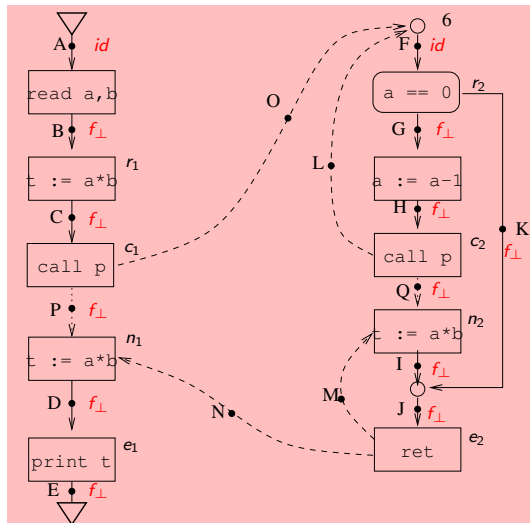 A id
read a,b
B f⊥
r1
t := a*b
C f⊥
c1
call p
P f⊥
n1
t := a*b
D f⊥
e1
print t
E f⊥
O
L
N
M
6
F id
r2
a == 0
G f⊥
a := a-1
H f⊥
K
f⊥
c2
call p
Q f⊥
n2
t := a*b
I f⊥
J f⊥
e2
ret